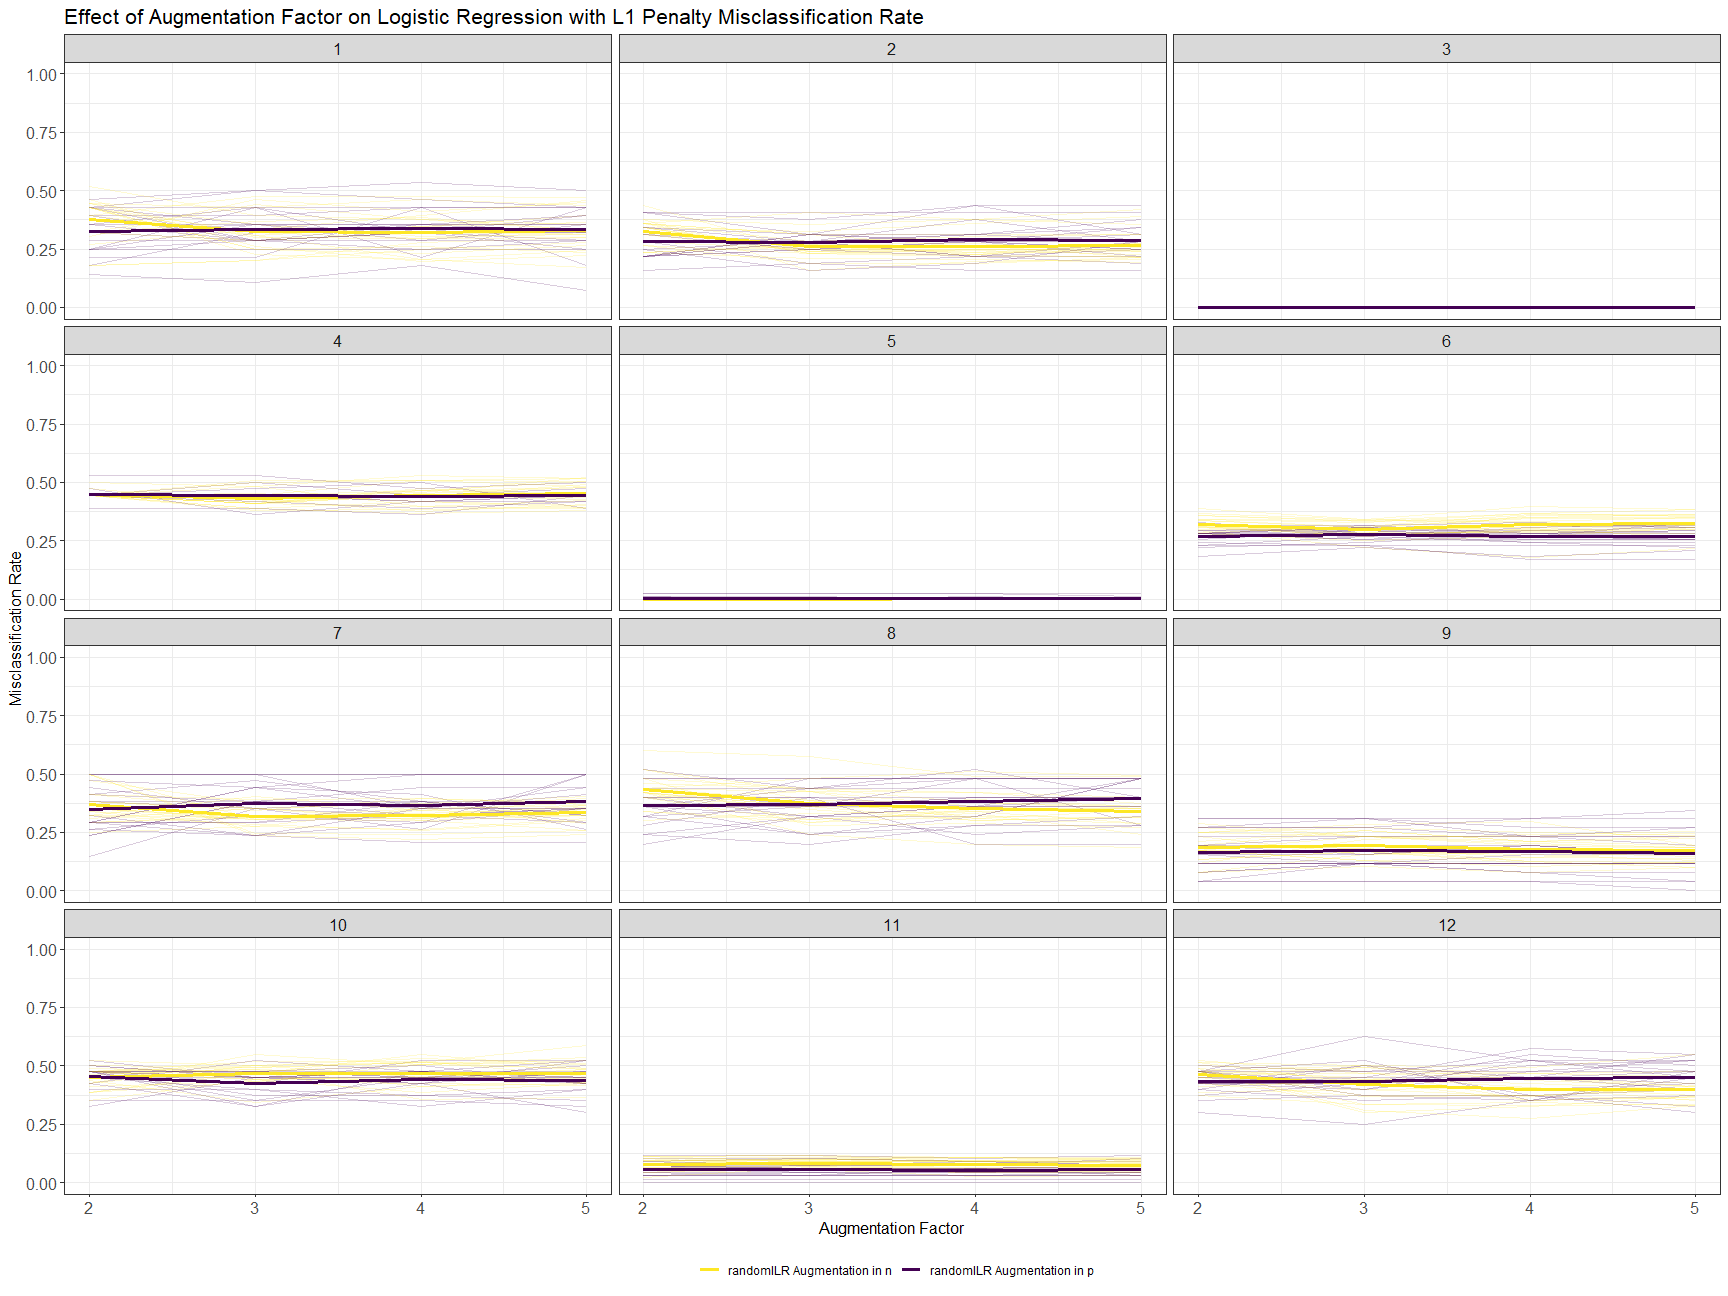 Effect of Augmentation Factor on Logistic Regression with L1 Penalty Misclassification Rate
1 2 3
1.00
0.75
0.50
0.25
0.00
4 5 6
1.00
0.75
0.50
0.25
0.00
Misclassification Rate
7 8 9
1.00
0.75
0.50
0.25
0.00
10 11 12
1.00
0.75
0.50
0.25
0.00
2 3 4 5 2 3 4 5 2 3 4 5
Augmentation Factor
randomILR Augmentation in n randomILR Augmentation in p